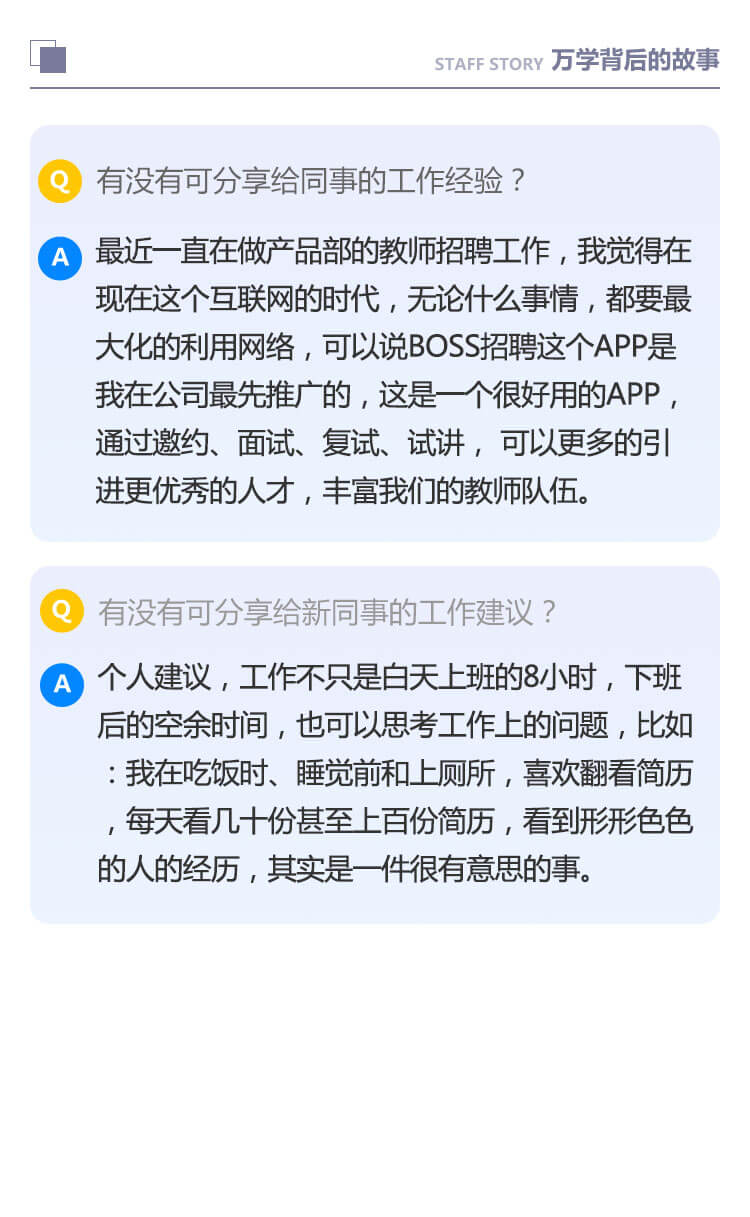 STAFF STORY 万学背后的故事
Q 有没有可分享给同事的工作经验？
A 最近一直在做产品部的教师招聘工作，我觉得在
现在这个互联网的时代，无论什么事情，都要最
大化的利用网络，可以说BOSS招聘这个APP是
我在公司最先推广的，这是一个很好用的APP，
通过邀约、面试、复试、试讲， 可以更多的引
进更优秀的人才，丰富我们的教师队伍。
Q 有没有可分享给新同事的工作建议？
A 个人建议，工作不只是白天上班的8小时，下班
后的空余时间，也可以思考工作上的问题，比如
：我在吃饭时、睡觉前和上厕所，喜欢翻看简历
，每天看几十份甚至上百份简历，看到形形色色
的人的经历，其实是一件很有意思的事。